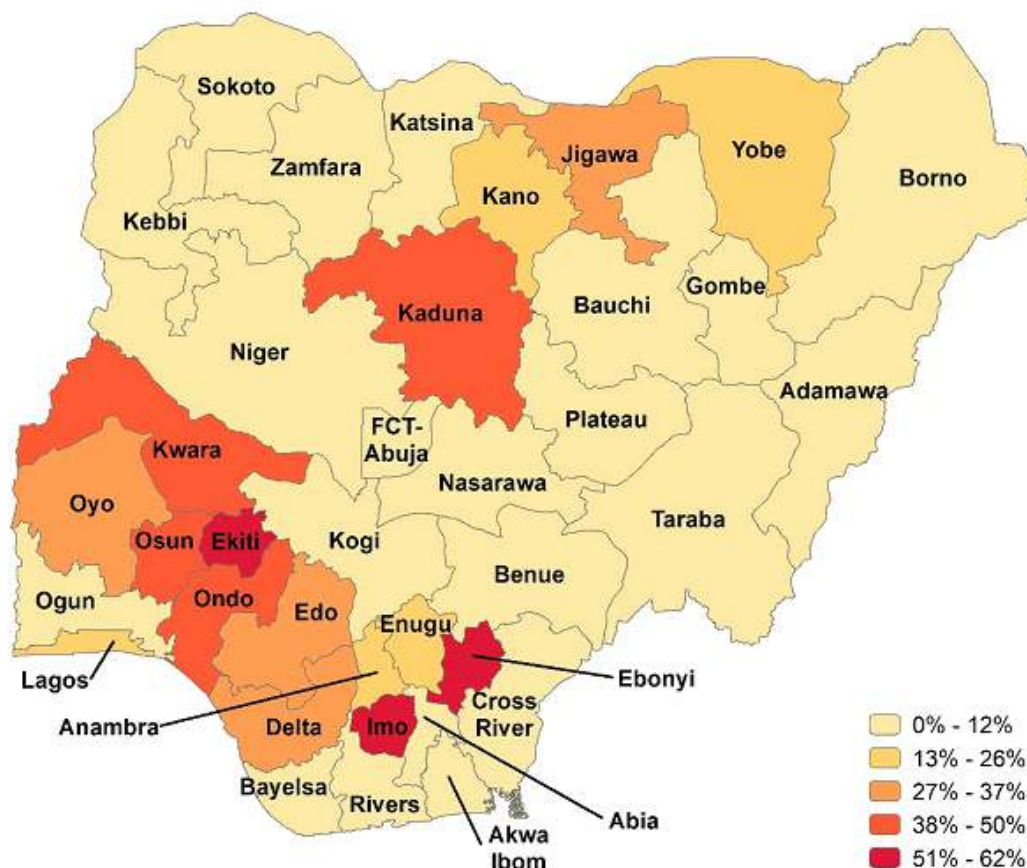 Sokoto
Katsina
Zamfara
Jigawa
Yobe
Borno
Kano
Kebbi
Kaduna
Bauchi
Gombe
Niger
Adamawa
FCT-
Abuja
Plateau
Kwara
Nasarawa
Oyo
Taraba
Osun
Ekiti
Kogi
Benue
Ogun
Ondo
Edo
Enugu
Lagos
Ebonyi
Anambra
Delta
Imo
Cross
River
Bayelsa
Rivers
Akwa
Ibom
Abia
0% - 12%
13% - 26%
27% - 37%
38% - 50%
51% - 62%